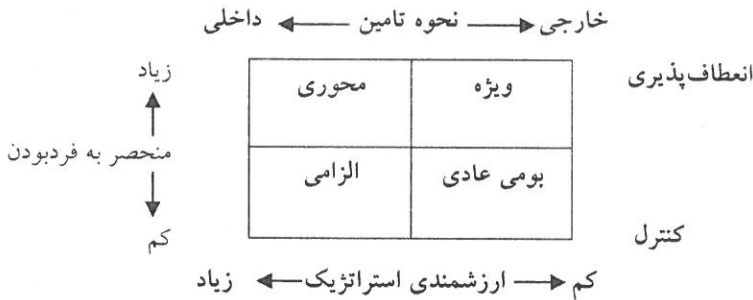 خارجی نحوه تامین داخلی
انعطاف‌پذیری ویژه محوری زیاد
منحصر به فردبودن
کنترل بومی عادی الزامی کم
کم ارزشمندی استراتژیک زیاد